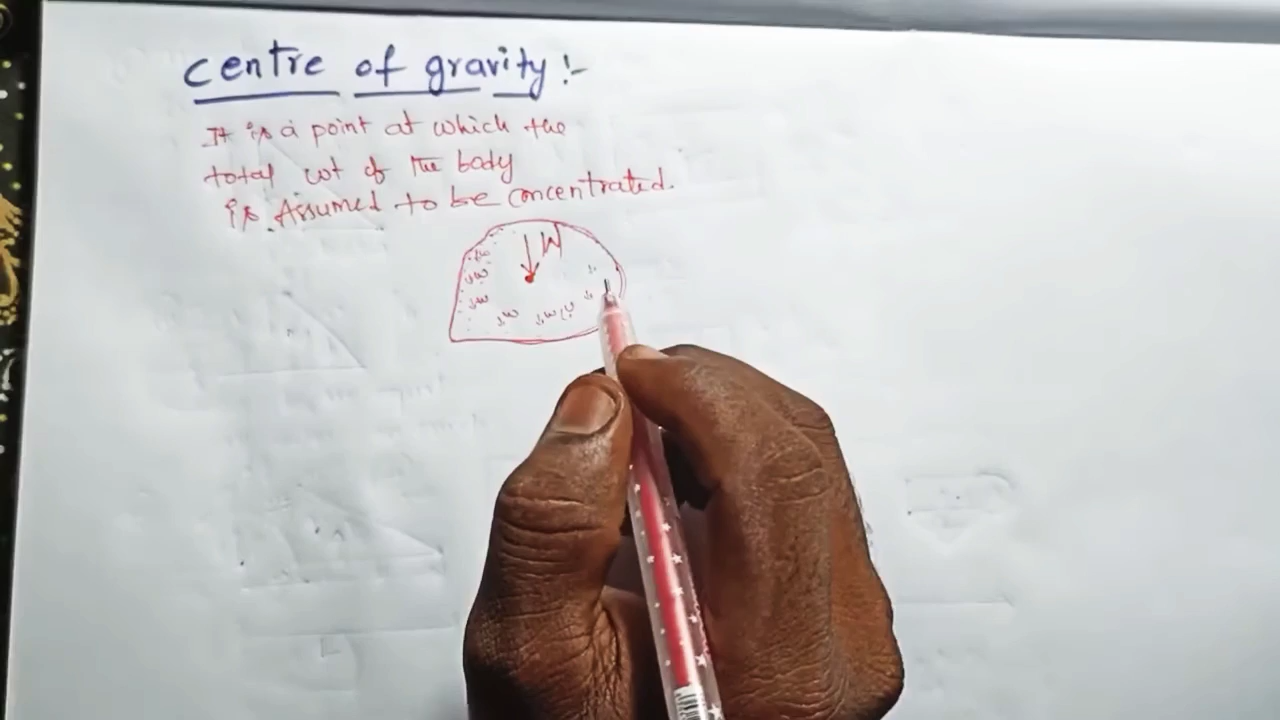 Centre of gravity :-
It is a point at which the
total wt of the body
is Assumed to be concentrated.
W